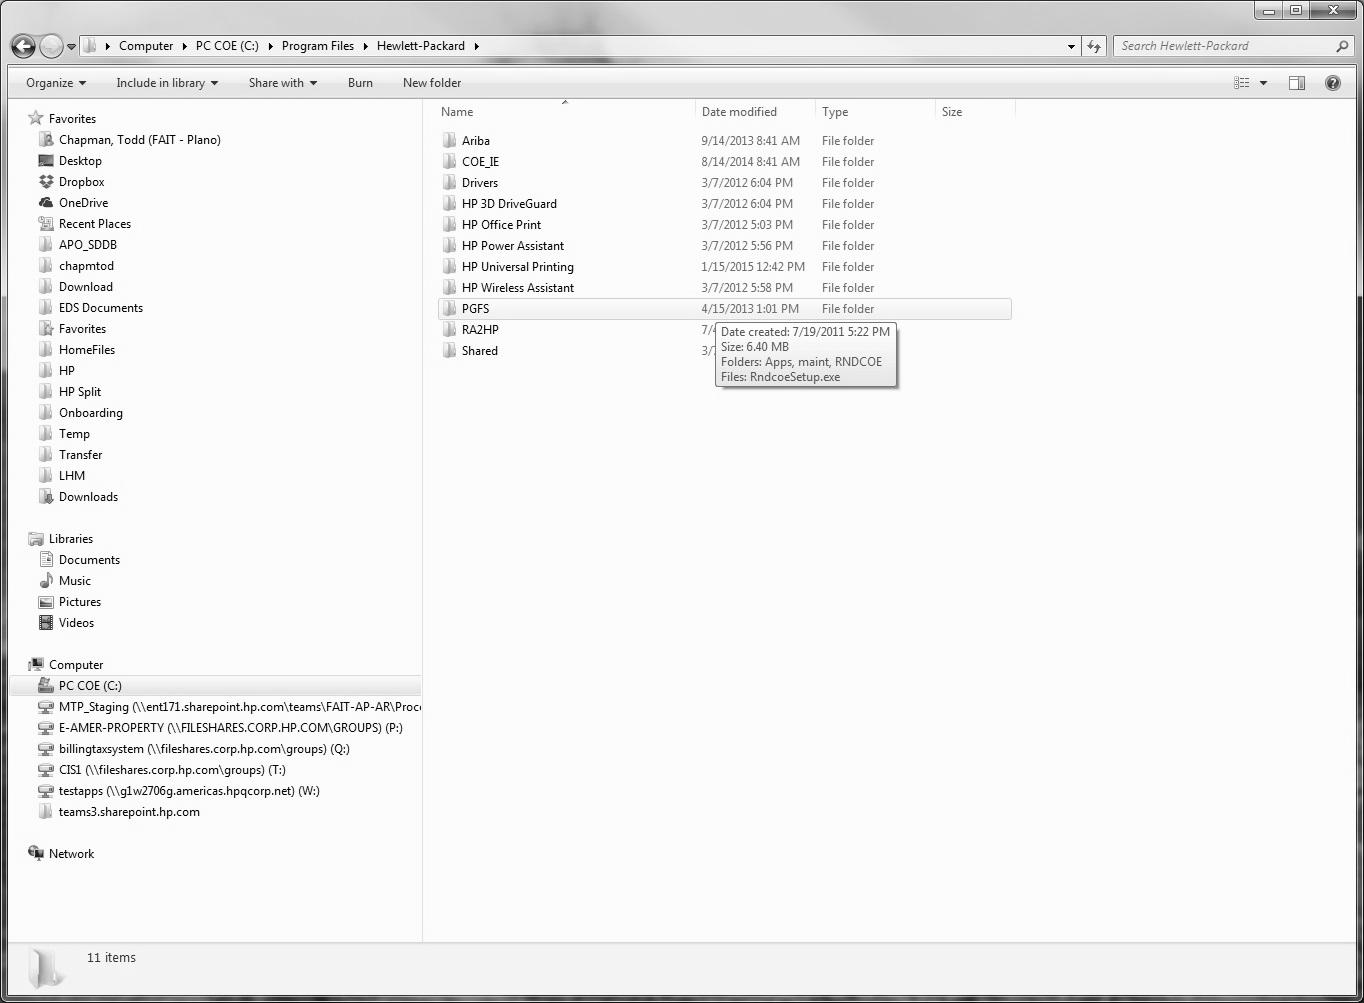 Computer ▸ PC COE (C:) ▸ Program Files ▸ Hewlett-Packard ▸
Search Hewlett-Packard
Organize ▾ Include in library ▾ Share with ▾ Burn New folder
Name Date modified Type Size
Favorites
Chapman, Todd (FAIT - Plano)
Desktop
Dropbox
OneDrive
Recent Places
APO_SDDB
chapmtod
Download
EDS Documents
Favorites
HomeFiles
HP
HP Split
Onboarding
Temp
Transfer
LHM
Downloads
Libraries
Documents
Music
Pictures
Videos
Computer
PC COE (C:)
MTP_Staging (\\ent171.sharepoint.hp.com\teams\FAIT-AP-AR\Proce
E-AMER-PROPERTY (\\FILESHARES.CORP.HP.COM\GROUPS) (P:)
billingtaxsystem (\\fileshares.corp.hp.com\groups) (Q:)
CIS1 (\\fileshares.corp.hp.com\groups) (T:)
testapps (\\g1w2706g.americas.hpqcorp.net) (W:)
teams3.sharepoint.hp.com
Network
Ariba 9/14/2013 8:41 AM File folder
COE_IE 8/14/2014 8:41 AM File folder
Drivers 3/7/2012 6:04 PM File folder
HP 3D DriveGuard 3/7/2012 6:04 PM File folder
HP Office Print 3/7/2012 5:03 PM File folder
HP Power Assistant 3/7/2012 5:56 PM File folder
HP Universal Printing 1/15/2015 12:42 PM File folder
HP Wireless Assistant 3/7/2012 5:58 PM File folder
PGFS 4/15/2013 1:01 PM File folder
RA2HP 7/4
Shared 3/7
Date created: 7/19/2011 5:22 PM
Size: 6.40 MB
Folders: Apps, maint, RNDCOE
Files: RndcoeSetup.exe
11 items